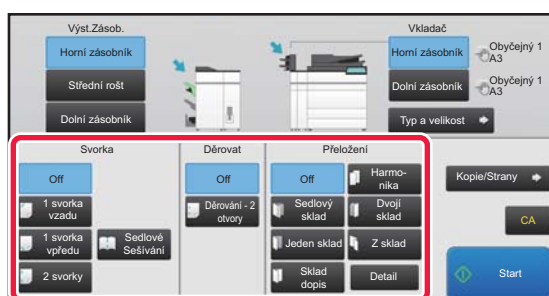 Výst.Zásob.
Vkladač
Horní zásobník
Střední rošt
Dolní zásobník
Horní zásobník
Obyčejný 1
A3
Dolní zásobník
Obyčejný 1
A3
Typ a velikost
Svorka
Děrovat
Přeložení
Off
1 svorka
vzadu
1 svorka
vpředu
2 svorky
Sedlové
Sešívání
Off
Děrování - 2
otvory
Off
Harmo-
nika
Sedlový
sklad
Dvojí
sklad
Jeden sklad
Z sklad
Sklad
dopis
Detail
Kopie/Strany
CA
Start